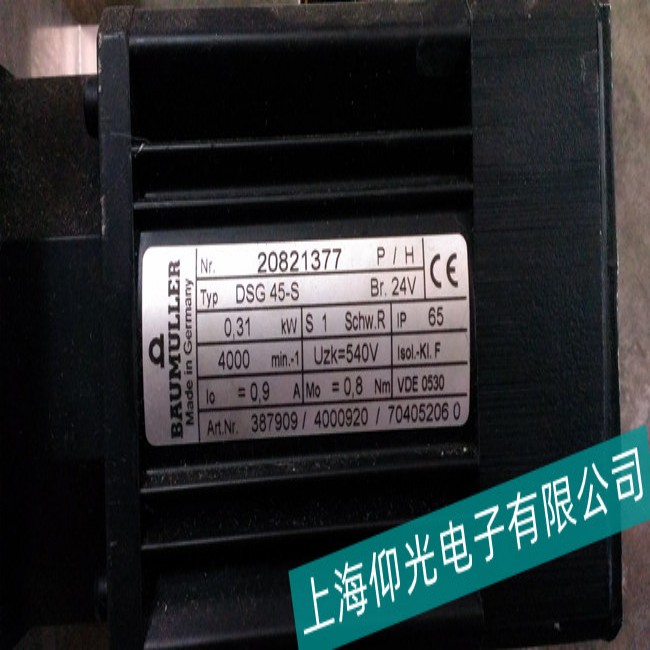 BAUMÜLLER
Made in Germany
Nr. 20821377 P / H
Typ DSG 45-S Br. 24V
CE
0,31 kW S 1 Schw.R IP 65
4000 min.-1 Uzk=540V Isol.-Kl. F
Io = 0,9 A Mo = 0,8 Nm VDE 0530
Art.Nr. 387909 / 4000920 / 70405206 0
上海仰光电子有限公司